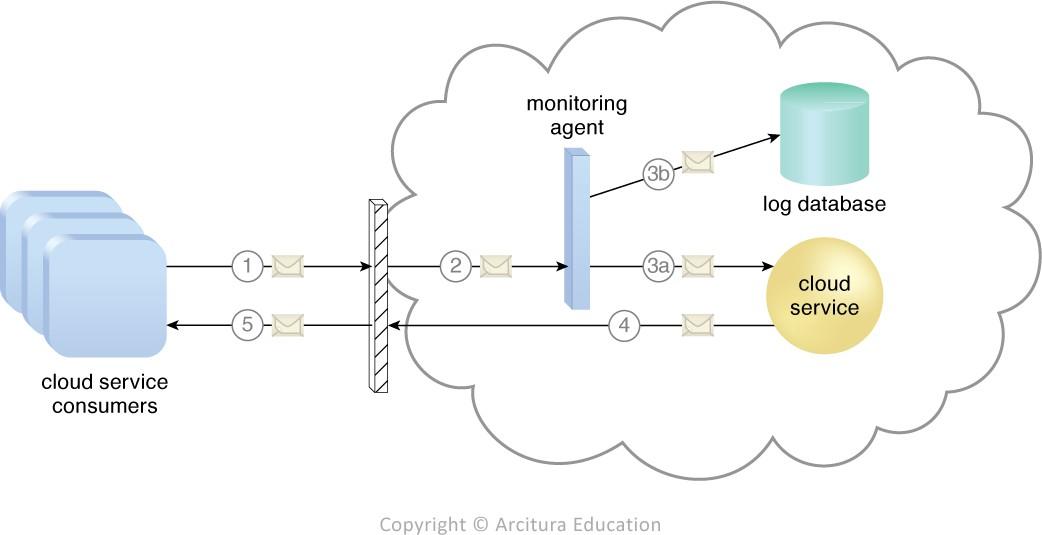 monitoring
agent
3b
log database
1
2
3a
cloud
service
5
4
cloud service
consumers
Copyright © Arcitura Education